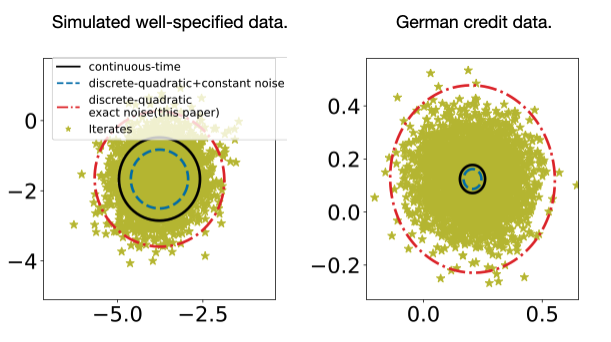 Simulated well-specified data.
German credit data.
continuous-time
discrete-quadratic+constant noise
discrete-quadratic
exact noise(this paper)
Iterates
0
−2
−4
−5.0 −2.5
0.4
0.2
0.0
−0.2
0.0 0.5